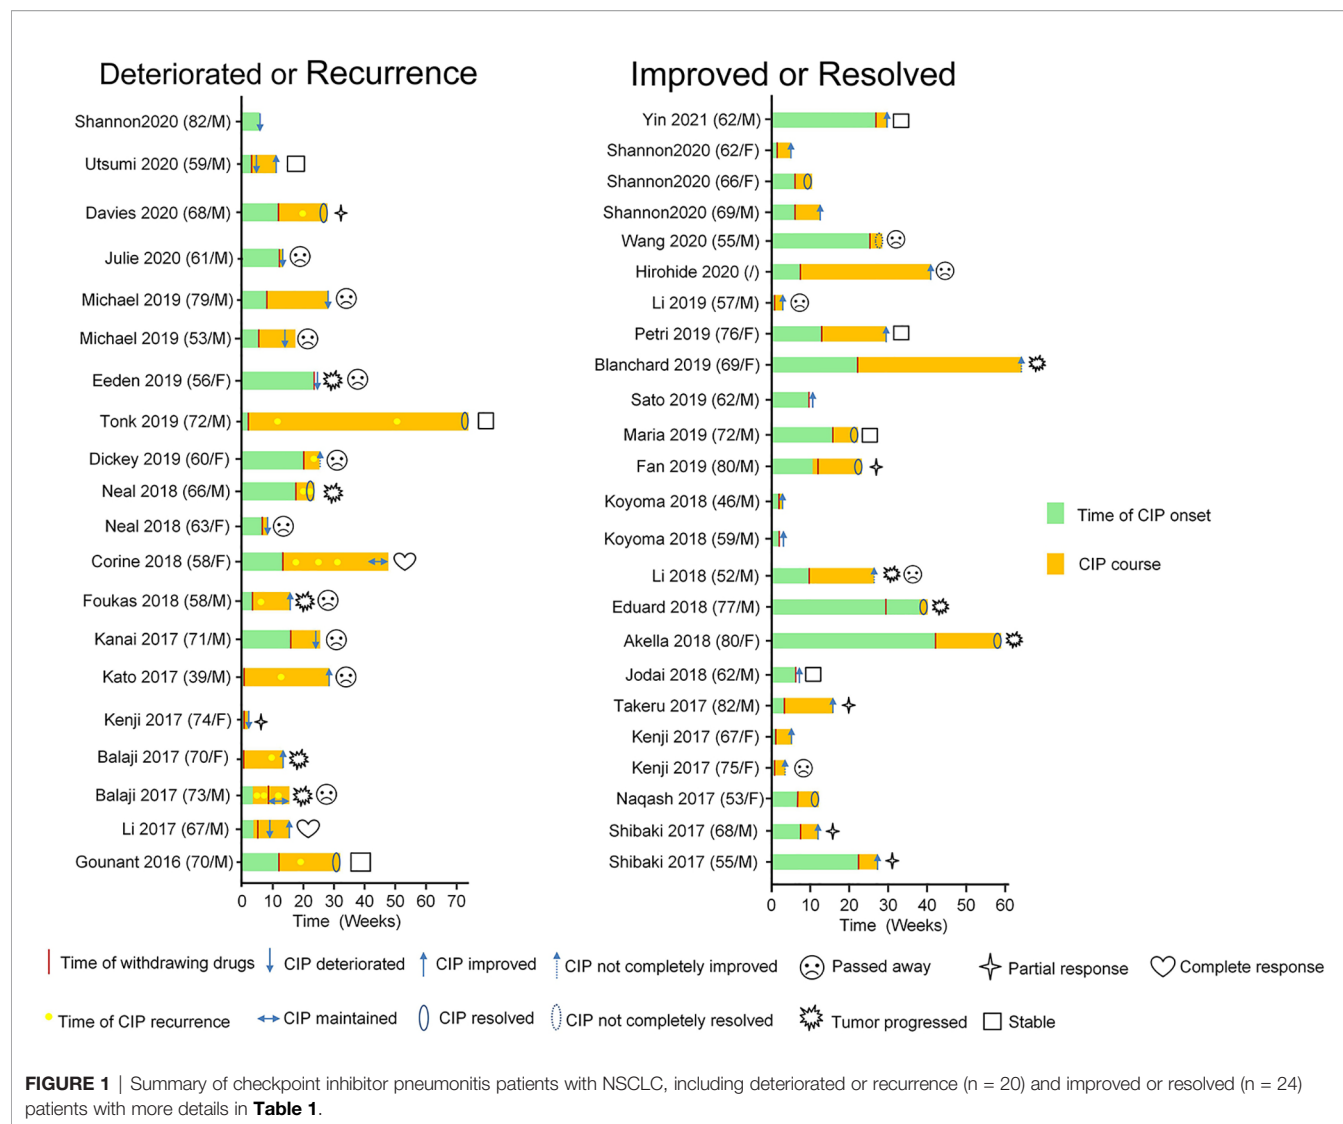 Deteriorated or Recurrence
Shannon2020 (82/M)
Utsumi 2020 (59/M)
Davies 2020 (68/M)
Julie 2020 (61/M)
Michael 2019 (79/M)
Michael 2019 (53/M)
Eeden 2019 (56/F)
Tonk 2019 (72/M)
Dickey 2019 (60/F)
Neal 2018 (66/M)
Neal 2018 (63/F)
Corine 2018 (58/F)
Foukas 2018 (58/M)
Kanai 2017 (71/M)
Kato 2017 (39/M)
Kenji 2017 (74/F)
Balaji 2017 (70/F)
Balaji 2017 (73/M)
Li 2017 (67/M)
Gounant 2016 (70/M)
0 10 20 30 40 50 60 70
Time (Weeks)
Improved or Resolved
Yin 2021 (62/M)
Shannon2020 (62/F)
Shannon2020 (66/F)
Shannon2020 (69/M)
Wang 2020 (55/M)
Hirohide 2020 (/)
Li 2019 (57/M)
Petri 2019 (76/F)
Blanchard 2019 (69/F)
Sato 2019 (62/M)
Maria 2019 (72/M)
Fan 2019 (80/M)
Koyoma 2018 (46/M)
Koyoma 2018 (59/M)
Li 2018 (52/M)
Eduard 2018 (77/M)
Akella 2018 (80/F)
Jodai 2018 (62/M)
Takeru 2017 (82/M)
Kenji 2017 (67/F)
Kenji 2017 (75/F)
Naqash 2017 (53/F)
Shibaki 2017 (68/M)
Shibaki 2017 (55/M)
0 10 20 30 40 50 60
Time (Weeks)
Time of CIP onset
CIP course
Time of withdrawing drugs CIP deteriorated CIP improved CIP not completely improved Passed away Partial response Complete response
Time of CIP recurrence CIP maintained CIP resolved CIP not completely resolved Tumor progressed Stable
FIGURE 1 | Summary of checkpoint inhibitor pneumonitis patients with NSCLC, including deteriorated or recurrence (n = 20) and improved or resolved (n = 24)
patients with more details in Table 1.